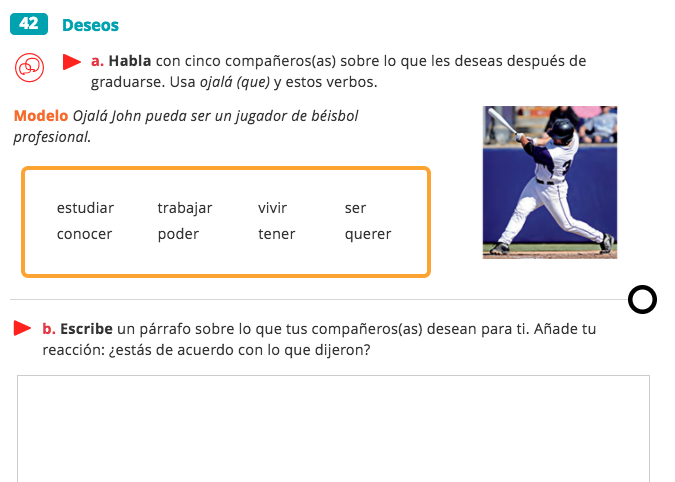 42 Deseos
a. Habla con cinco compañeros(as) sobre lo que les deseas después de
graduarse. Usa ojalá (que) y estos verbos.
Modelo Ojalá John pueda ser un jugador de béisbol
profesional.
estudiar trabajar vivir ser
conocer poder tener querer
b. Escribe un párrafo sobre lo que tus compañeros(as) desean para ti. Añade tu
reacción: ¿estás de acuerdo con lo que dijeron?